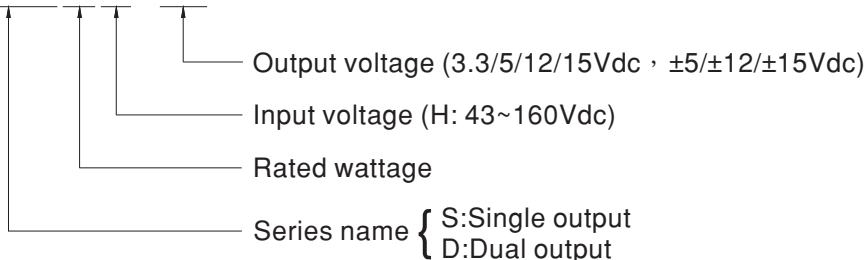 Output voltage (3.3/5/12/15Vdc，±5/±12/±15Vdc)
Input voltage (H: 43~160Vdc)
Rated wattage
Series name { S:Single output
D:Dual output